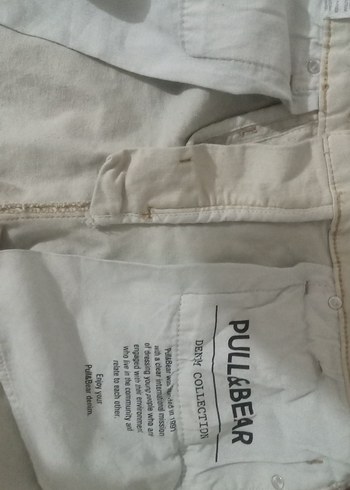 PULL&BEAR
DENIM COLLECTION
"Pull&Bear was born in 1991
with a clear international mission
of dressing young people who are
engaged with their environment,
who live in the community and
relate to each other.
Enjoy your
Pull&Bear denim.